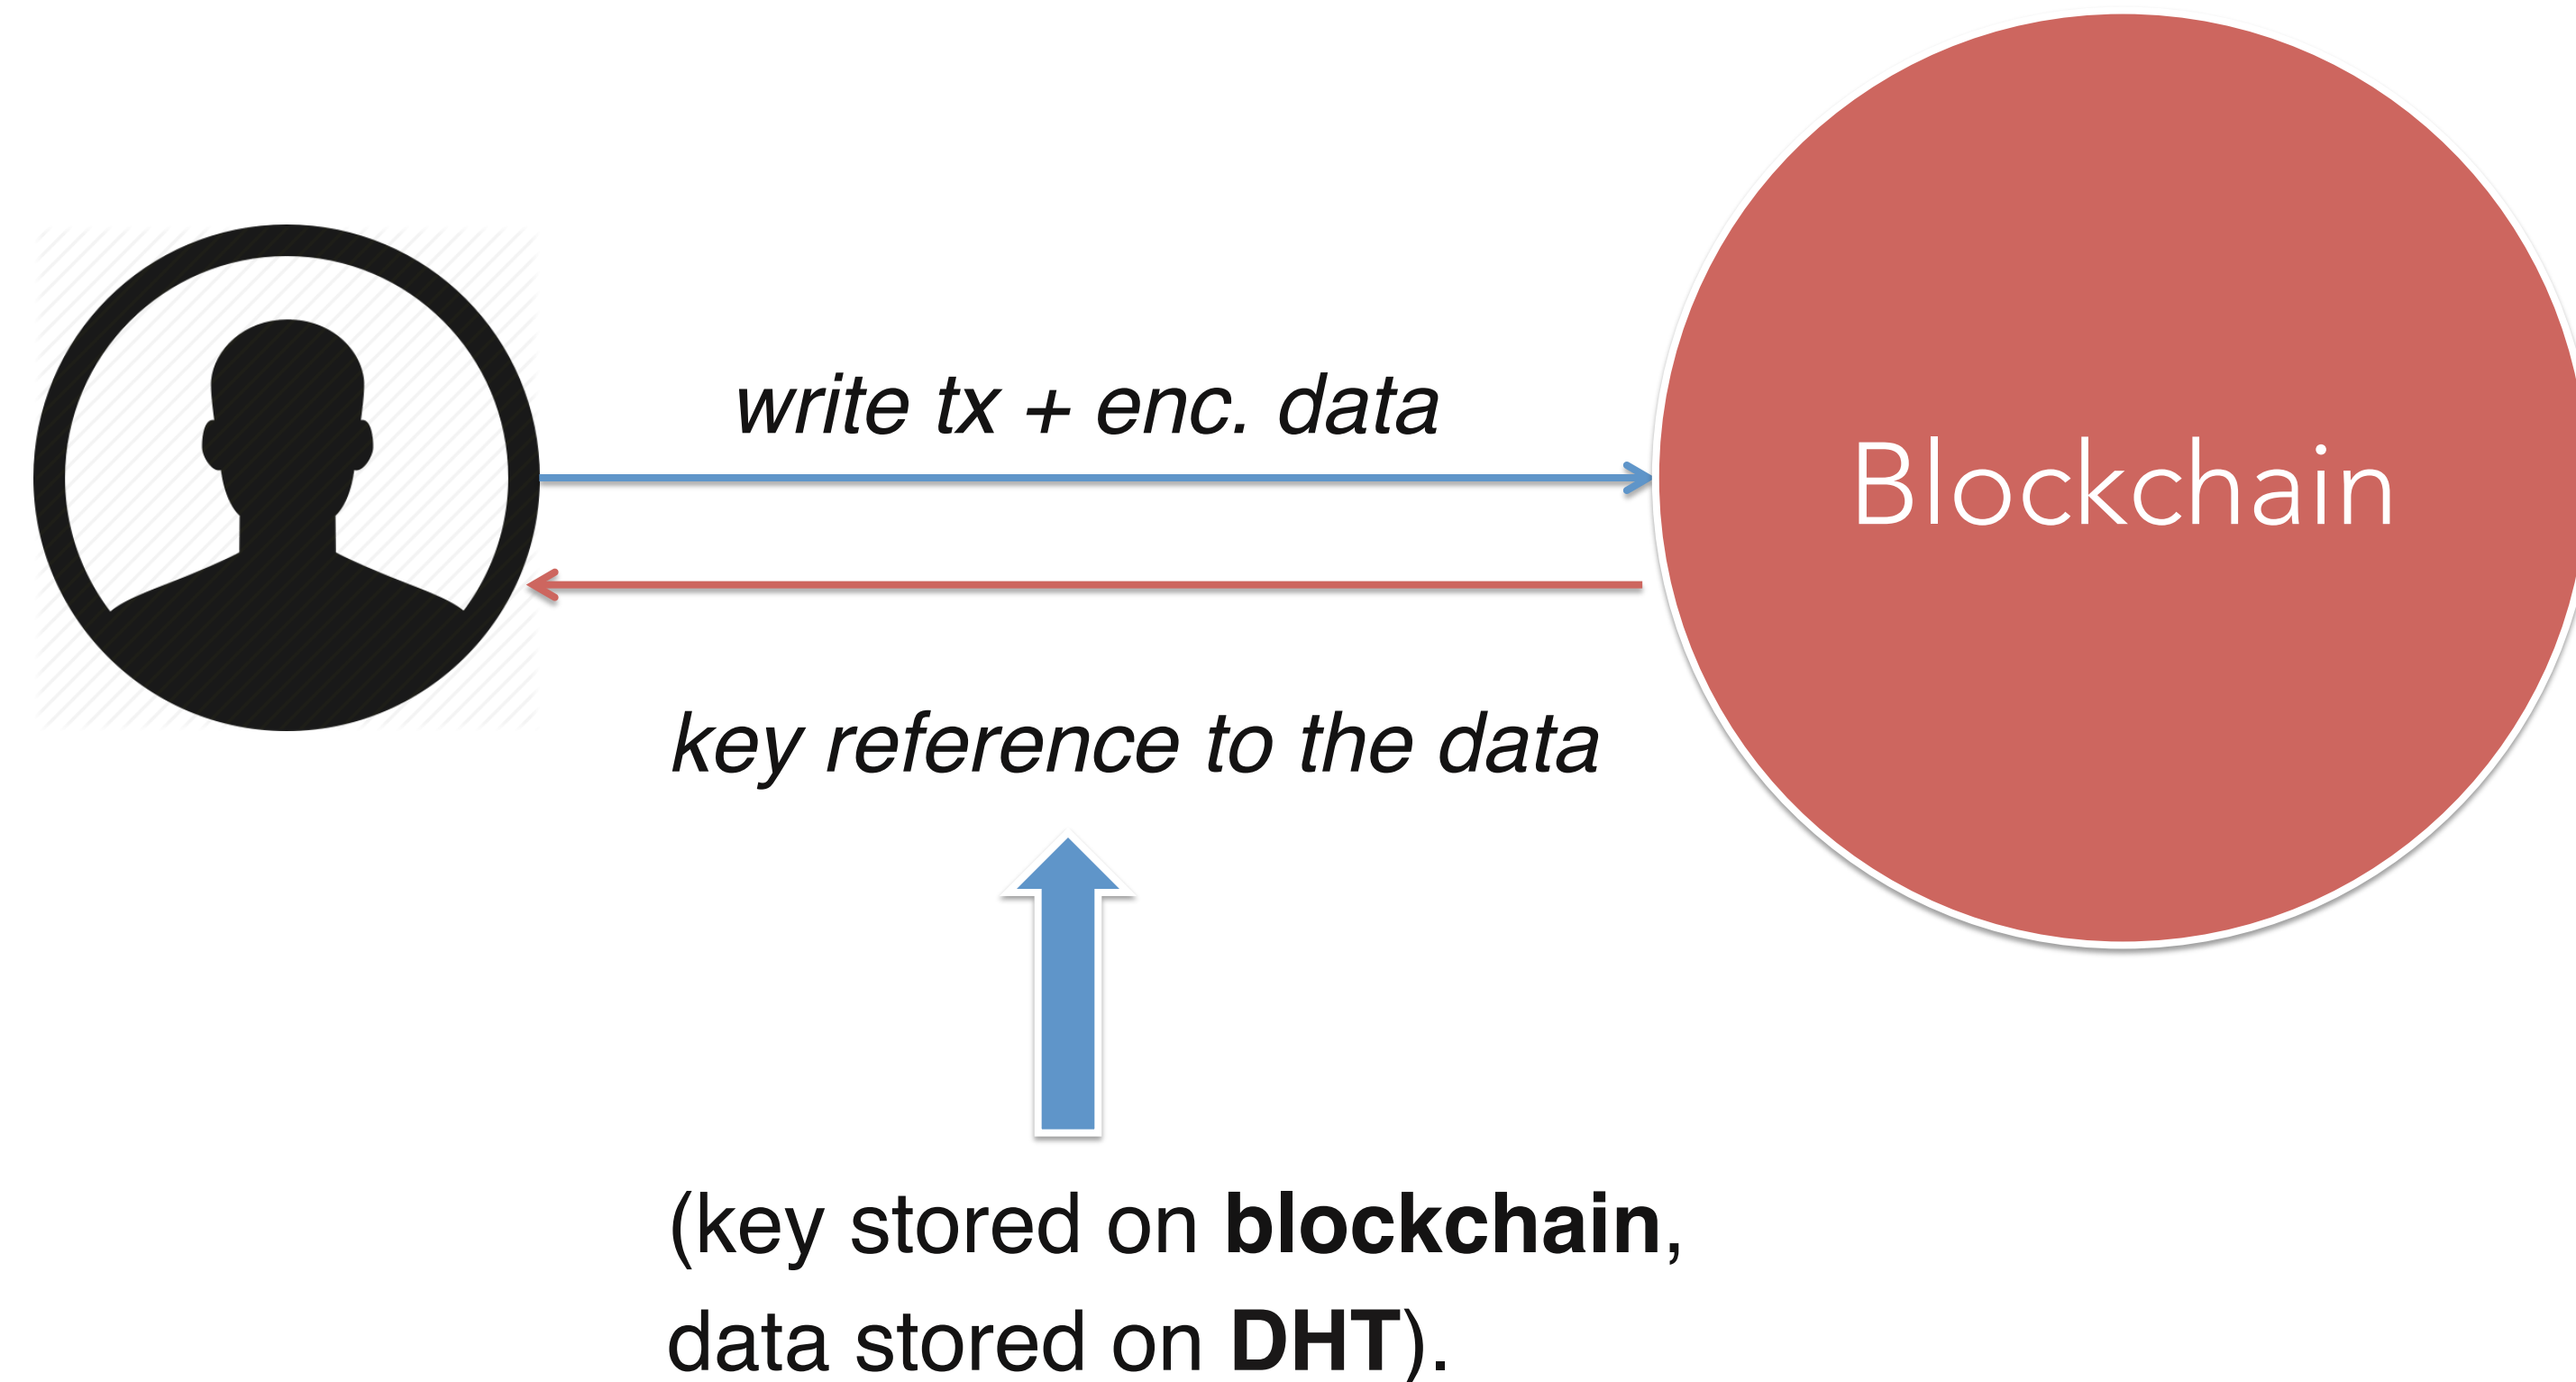 write tx + enc. data
Blockchain
key reference to the data
(key stored on blockchain,
data stored on DHT).